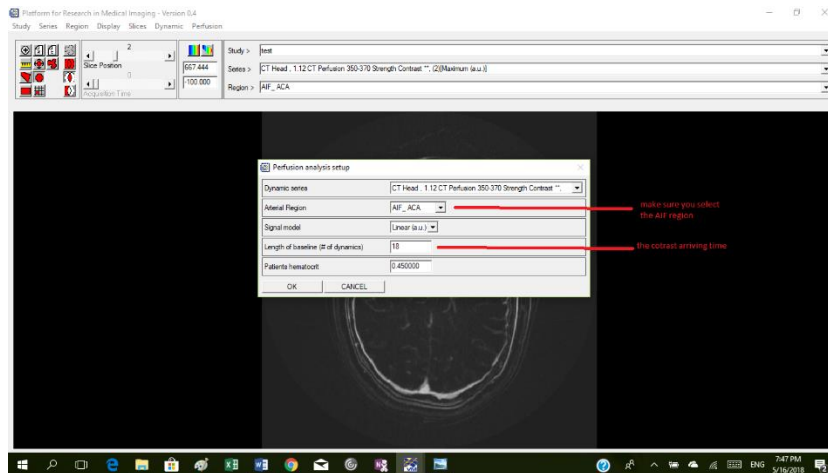 Platform for Research in Medical Imaging - Version 0.4
Study Series Region Display Slices Dynamic Perfusion
2
Slice Position
0
Acquisition Time
667.444
-100.000
Study > test
Series > CT Head , 1.12 CT Perfusion 350-370 Strength Contrast **, (2)[Maximum (a.u.)]
Region > AIF_ ACA
Perfusion analysis setup
Dynamic series CT Head , 1.12 CT Perfusion 350-370 Strength Contrast **,
Arterial Region AIF_ ACA
Signal model Linear (a.u.)
Length of baseline (# of dynamics) 18
Patients hematocrit 0.450000
OK CANCEL
make sure you select
the AIF region
the cotrast arriving time
ENG
7:47 PM
5/16/2018